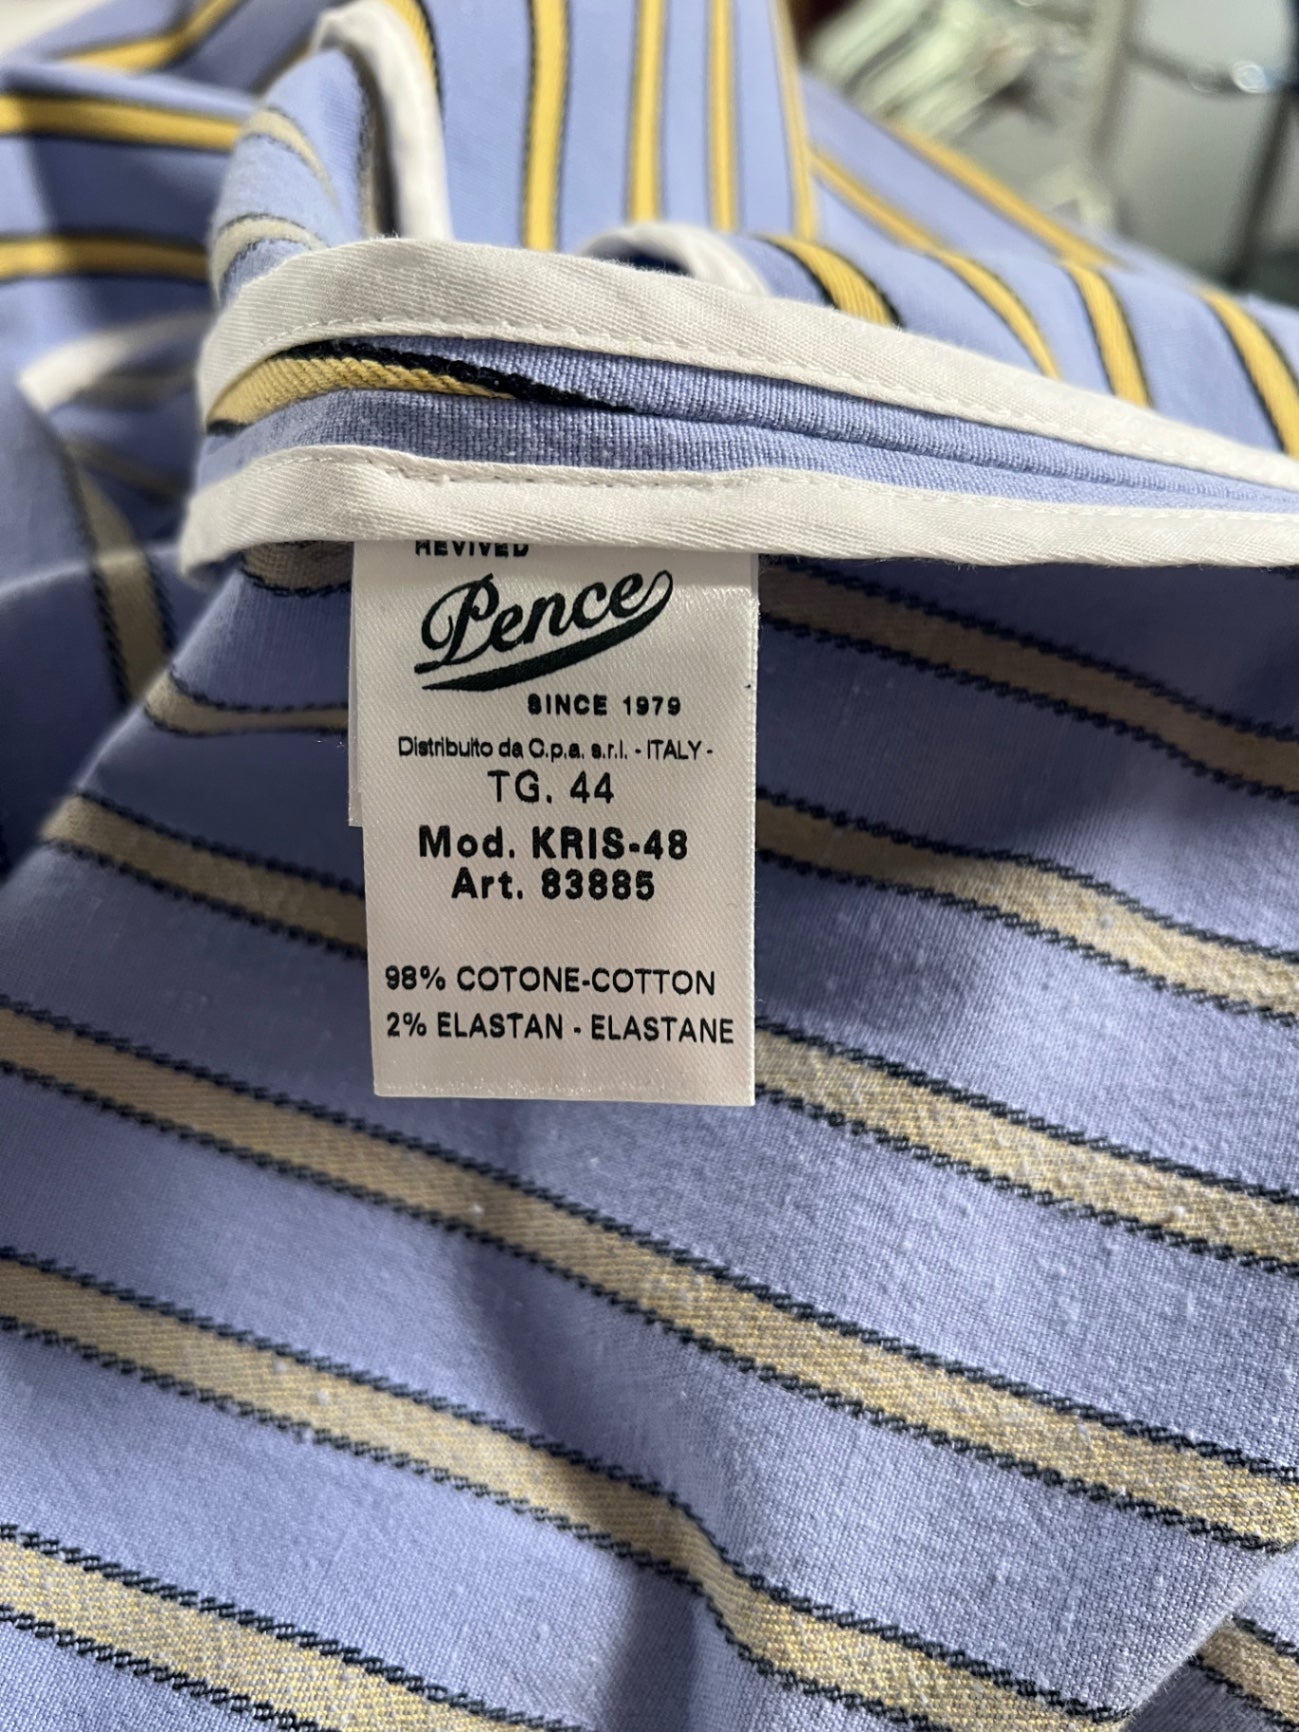 REVIVED
Pence
SINCE 1979
Distribuito da C.p.a. s.r.l. - ITALY -
TG. 44
Mod. KRIS-48
Art. 83885
98% COTONE-COTTON
2% ELASTAN - ELASTANE